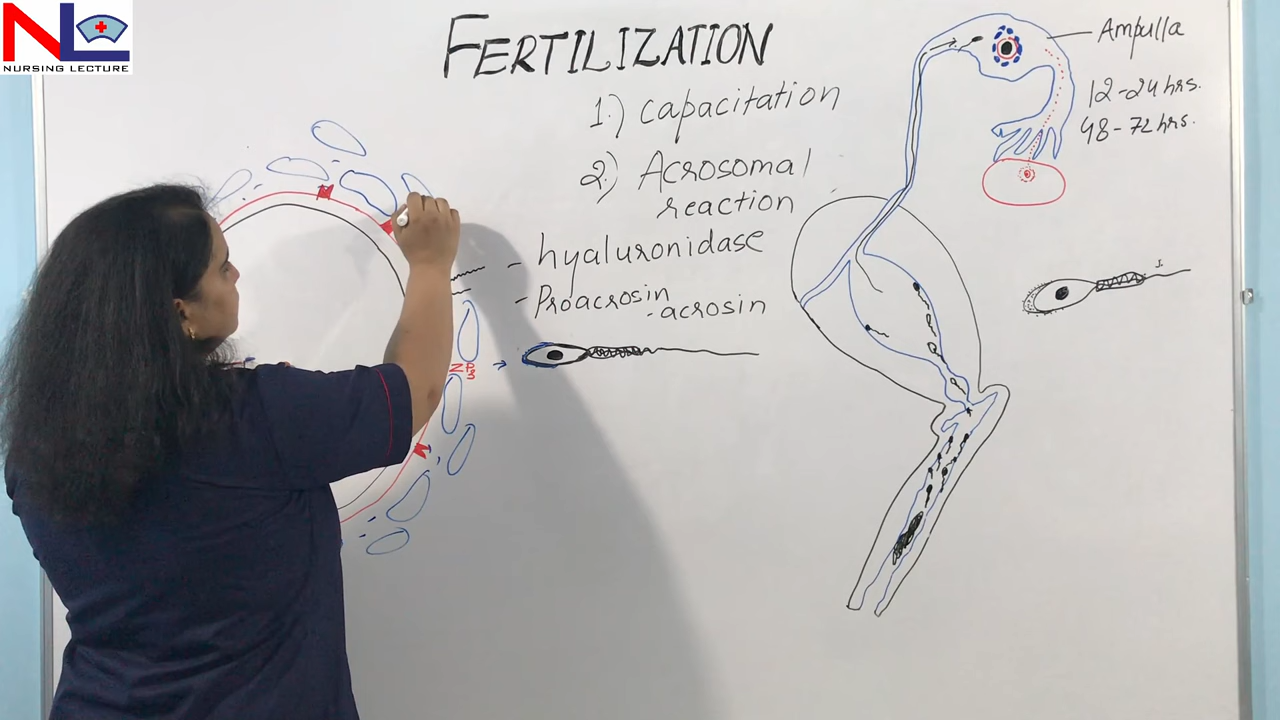 NL
NURSING LECTURE
FERTILIZATION
1.) Capacitation
2.) Acrosomal
reaction
- hyaluronidase
- Proacrosin
- acrosin
ZP3
Ampulla
12-24 hrs.
48-72 hrs.